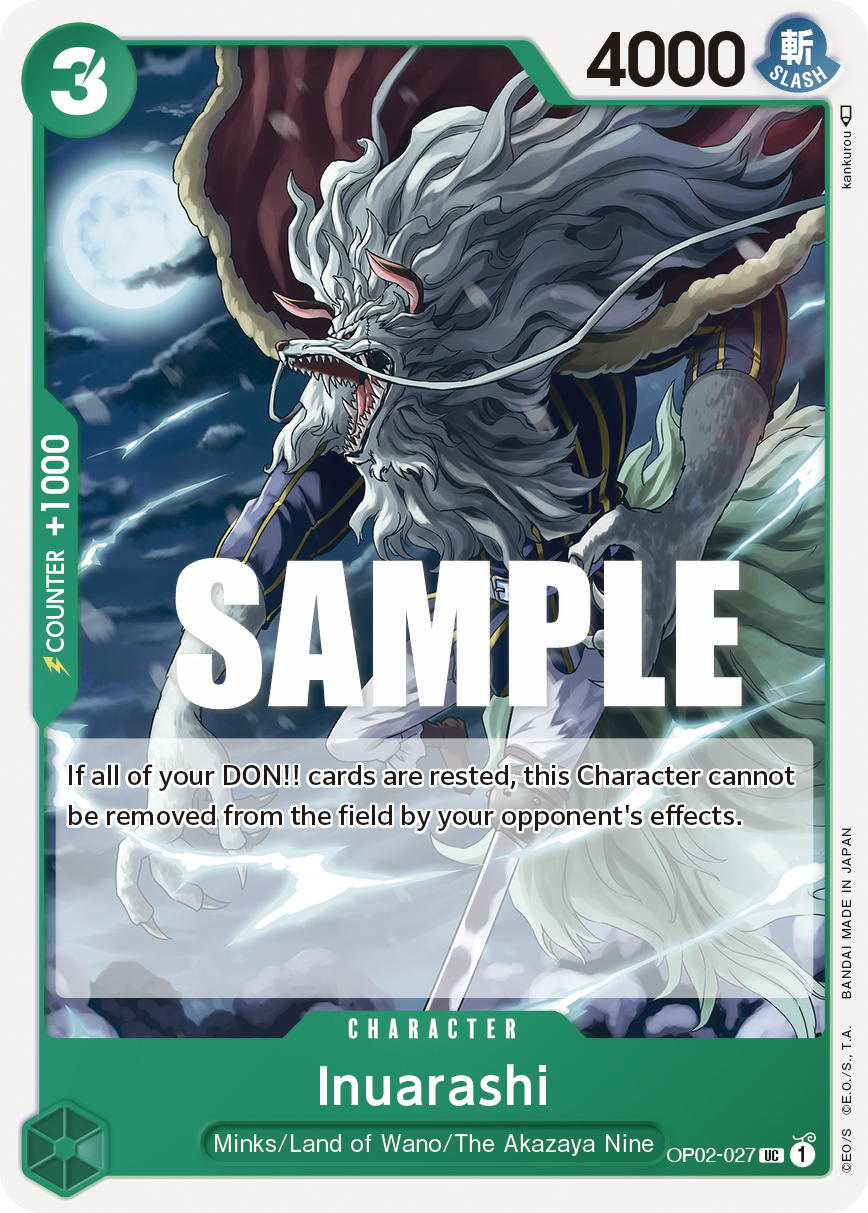 3
4000
斬
SLASH
kankurou
COUNTER +1000
SAMPLE
If all of your DON!! cards are rested, this Character cannot
be removed from the field by your opponent's effects.
CHARACTER
Inuarashi
Minks/Land of Wano/The Akazaya Nine
OP02-027 UC 1
©EO/S ©E.O./S., T.A. BANDAI MADE IN JAPAN